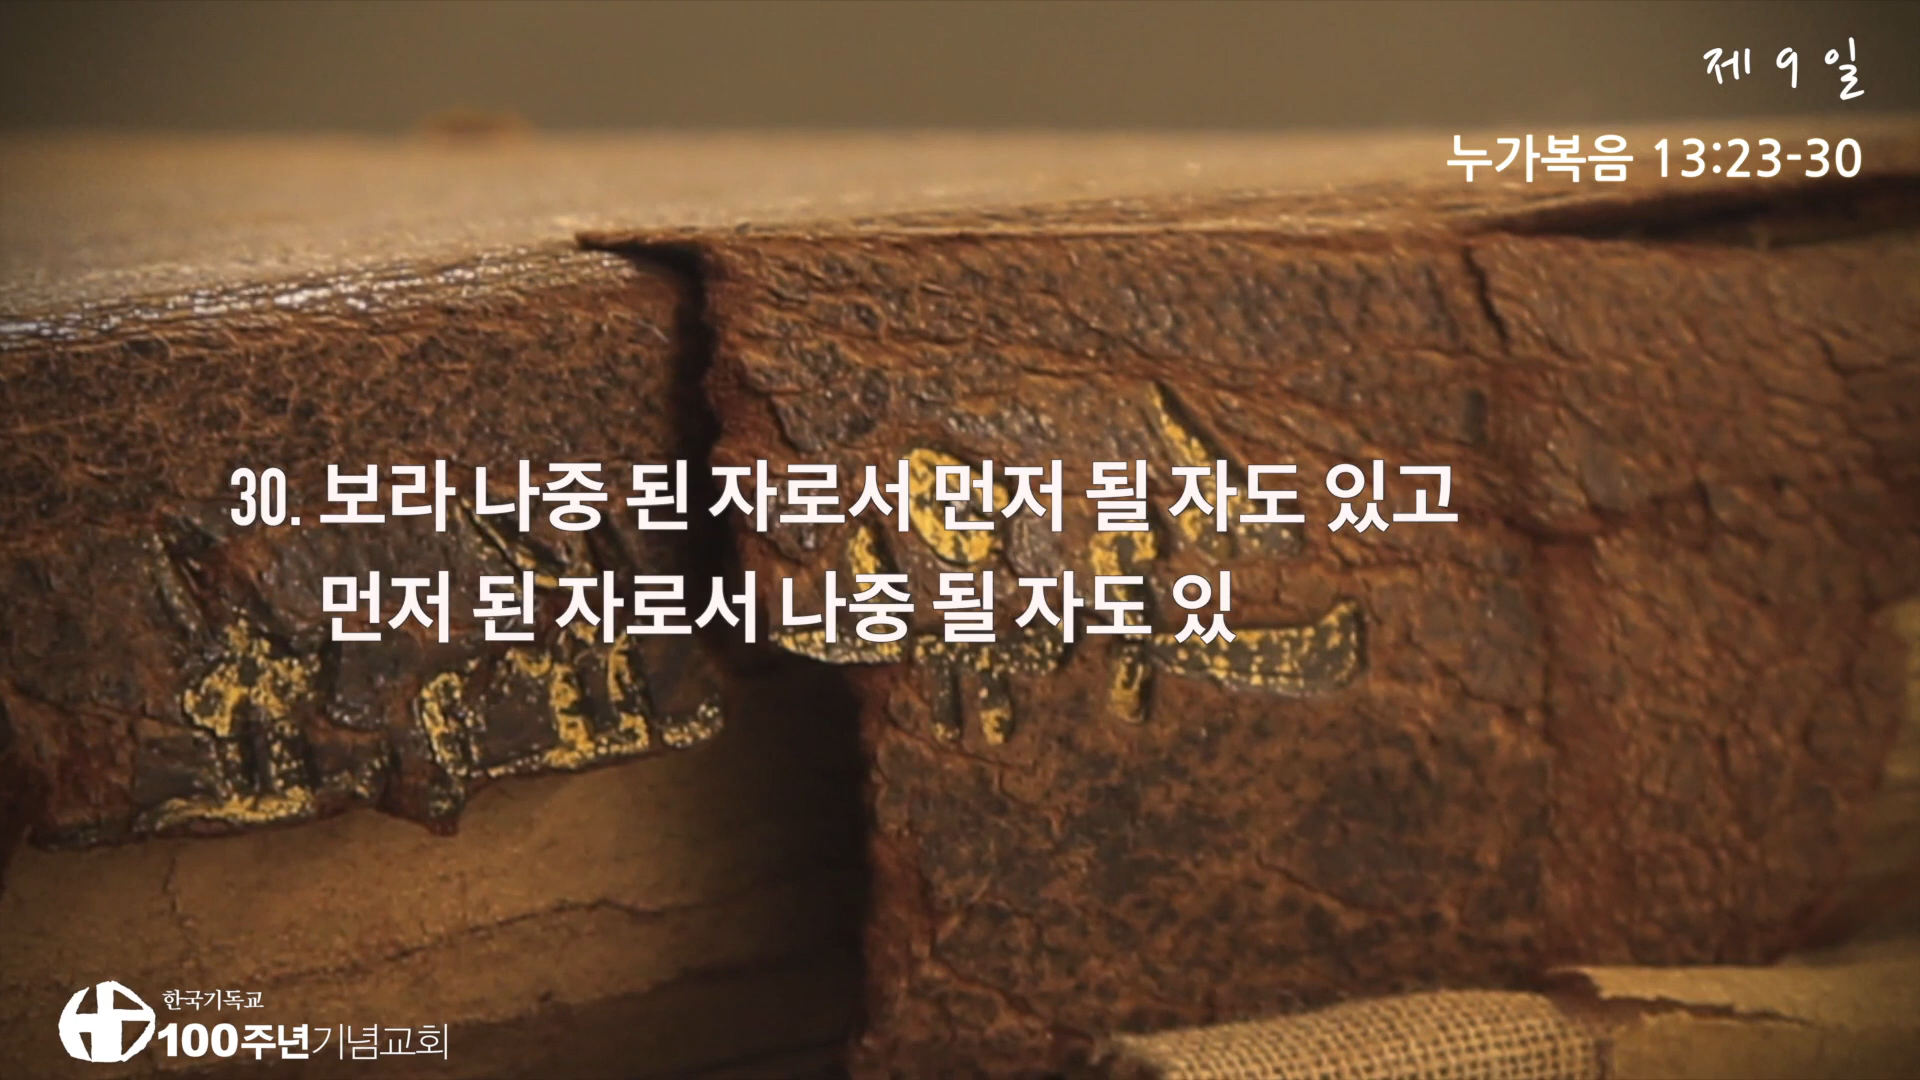 제 9 일
누가복음 13:23-30
30. 보라 나중 된 자로서 먼저 될 자도 있고
먼저 된 자로서 나중 될 자도 있
한국기독교
100주년기념교회